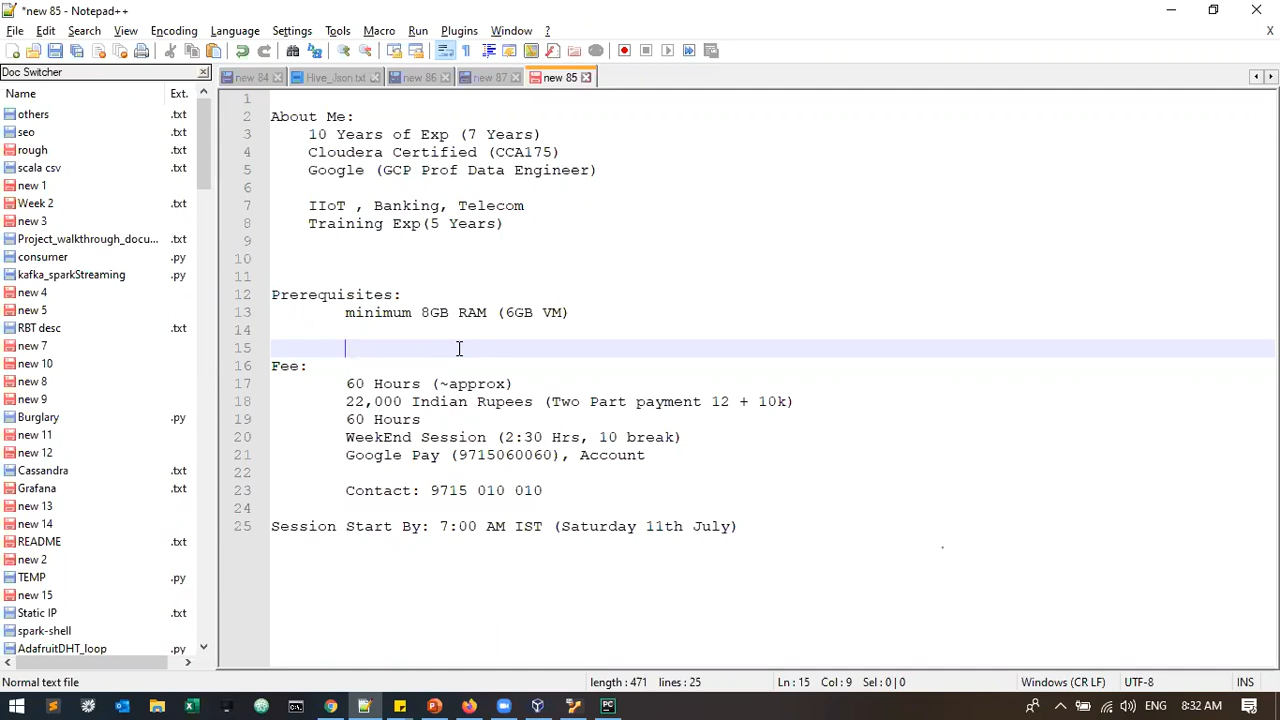 *new 85 - Notepad++
File Edit Search View Encoding Language Settings Tools Macro Run Plugins Window ? X
Doc Switcher
new 84 Hive_Json.txt new 86 new 87 new 85
Name Ext.
others .txt
seo .txt
rough .txt
scala csv .txt
new 1
Week 2 .txt
new 3
Project_walkthrough_docu... .txt
consumer .py
kafka_sparkStreaming .py
new 4
new 5
RBT desc .txt
new 7
new 10
new 8
new 9
Burglary .py
new 11
new 12
Cassandra .txt
Grafana .txt
new 13
new 14
README .txt
new 2
TEMP .py
new 15
Static IP .txt
spark-shell
AdafruitDHT_loop .py
1
2 About Me:
3 10 Years of Exp (7 Years)
4 Cloudera Certified (CCA175)
5 Google (GCP Prof Data Engineer)
6
7 IIoT , Banking, Telecom
8 Training Exp(5 Years)
9
10
11
12 Prerequisites:
13 minimum 8GB RAM (6GB VM)
14
15
16 Fee:
17 60 Hours (~approx)
18 22,000 Indian Rupees (Two Part payment 12 + 10k)
19 60 Hours
20 WeekEnd Session (2:30 Hrs, 10 break)
21 Google Pay (9715060060), Account
22
23 Contact: 9715 010 010
24
25 Session Start By: 7:00 AM IST (Saturday 11th July)
Normal text file length : 471 lines : 25 Ln : 15 Col : 9 Sel : 0 | 0 Windows (CR LF) UTF-8 INS
ENG 8:32 AM